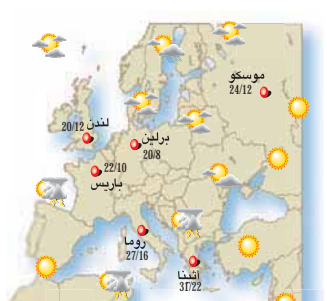 موسكو
24/12
لندن
20/12
برلين
20/8
22/10
باريس
روما
27/16
أثينا
31/22